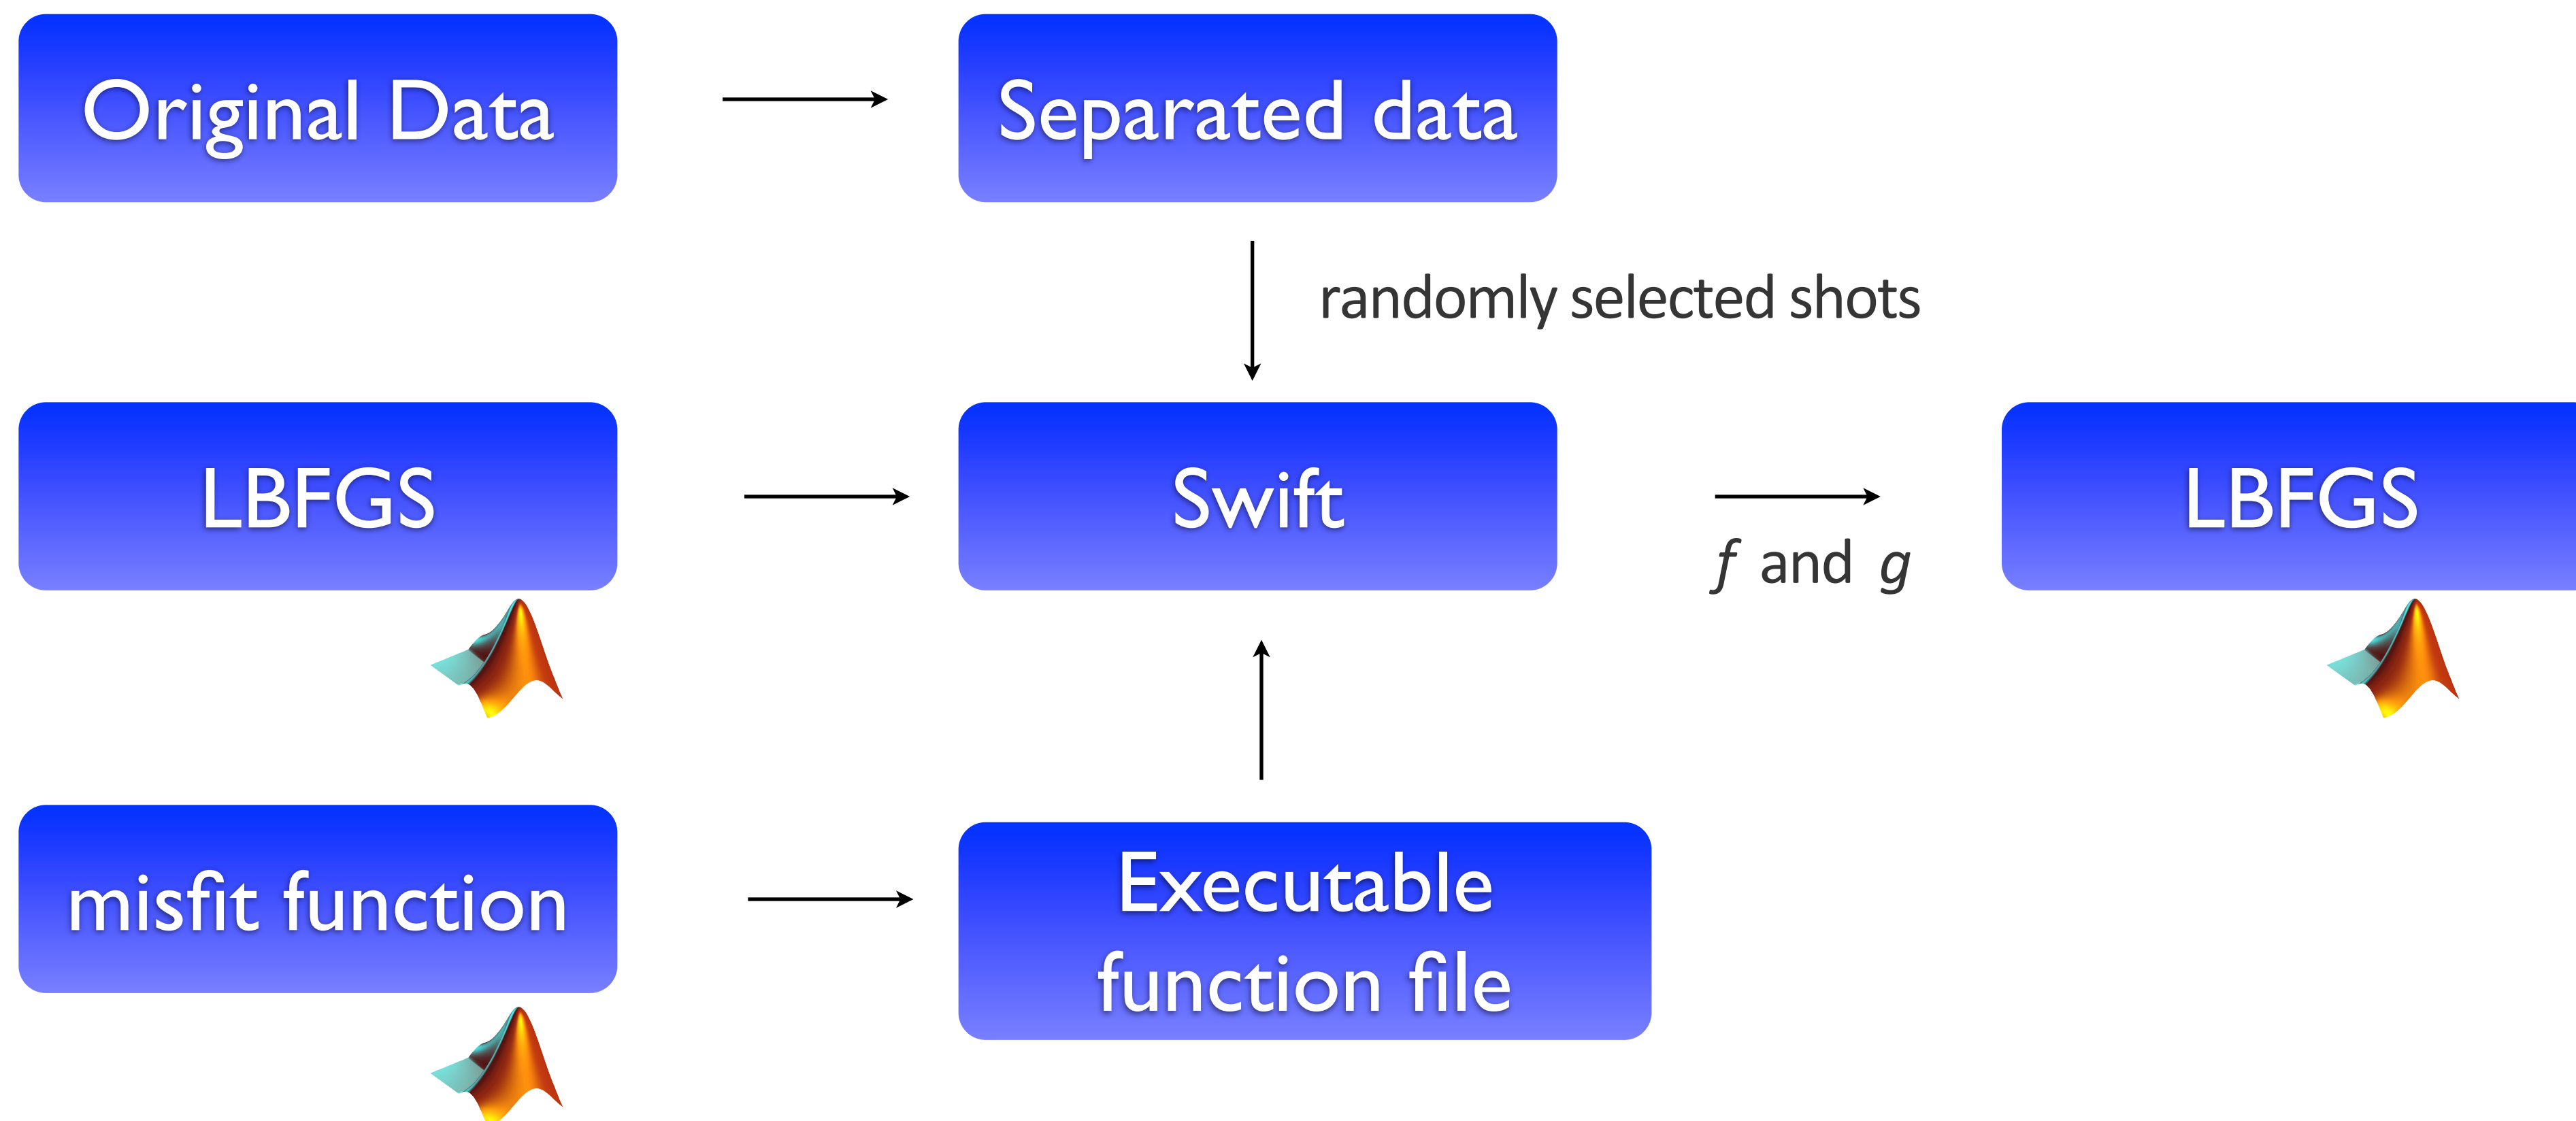 Original Data
Separated data
randomly selected shots
LBFGS
Swift
f and g
LBFGS
misfit function
Executable
function file